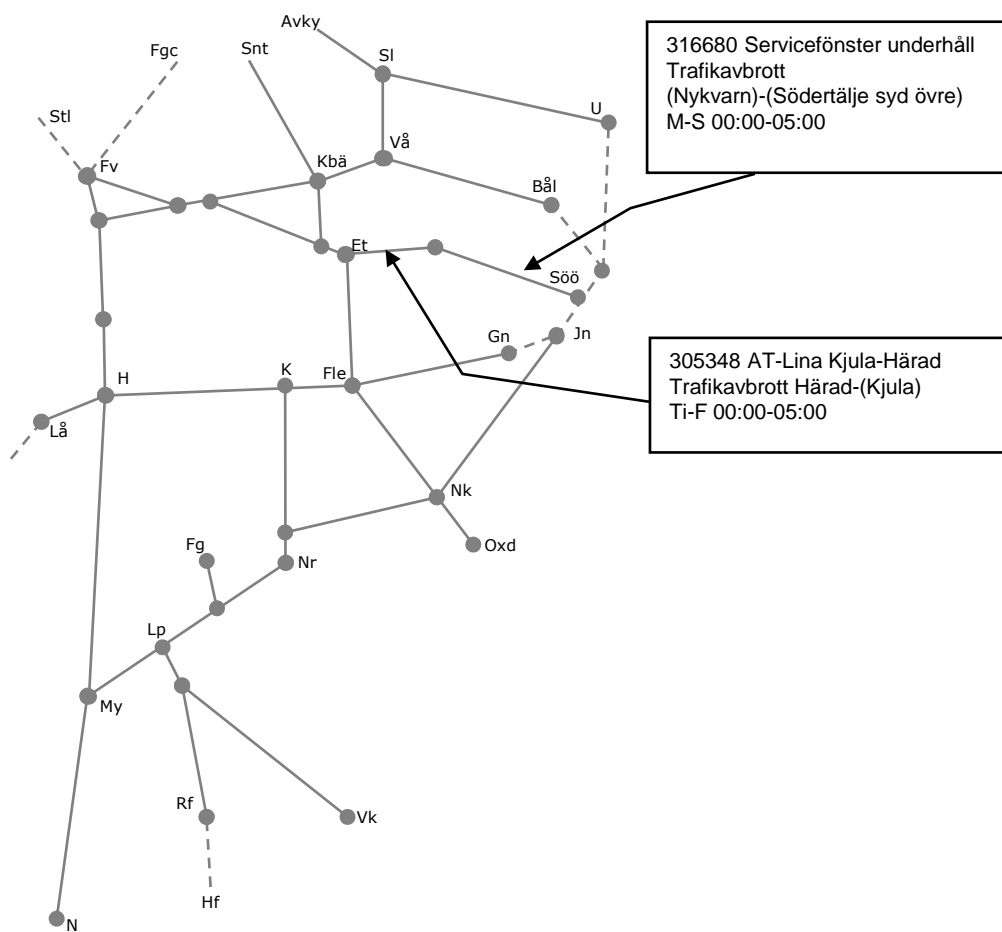 Avky
Fgc
Snt
Sl
316680 Servicefönster underhåll
Trafikavbrott
(Nykvarn)-(Södertälje syd övre)
M-S 00:00-05:00
Stl
U
Vå
Fv
Kbä
Bål
Et
Söö
Jn
Gn
305348 AT-Lina Kjula-Härad
Trafikavbrott Härad-(Kjula)
Ti-F 00:00-05:00
H
K
Fle
Lå
Nk
Fg
Nr
Oxd
Lp
My
Rf
Vk
Hf
N